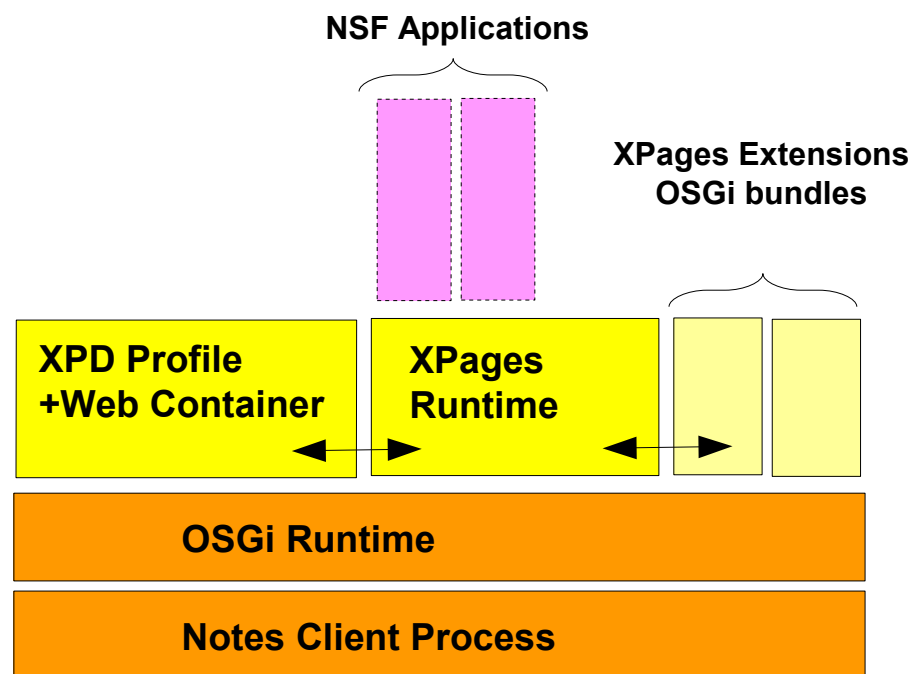 NSF Applications
XPages Extensions
OSGi bundles
XPD Profile
+Web Container
XPages
Runtime
OSGi Runtime
Notes Client Process